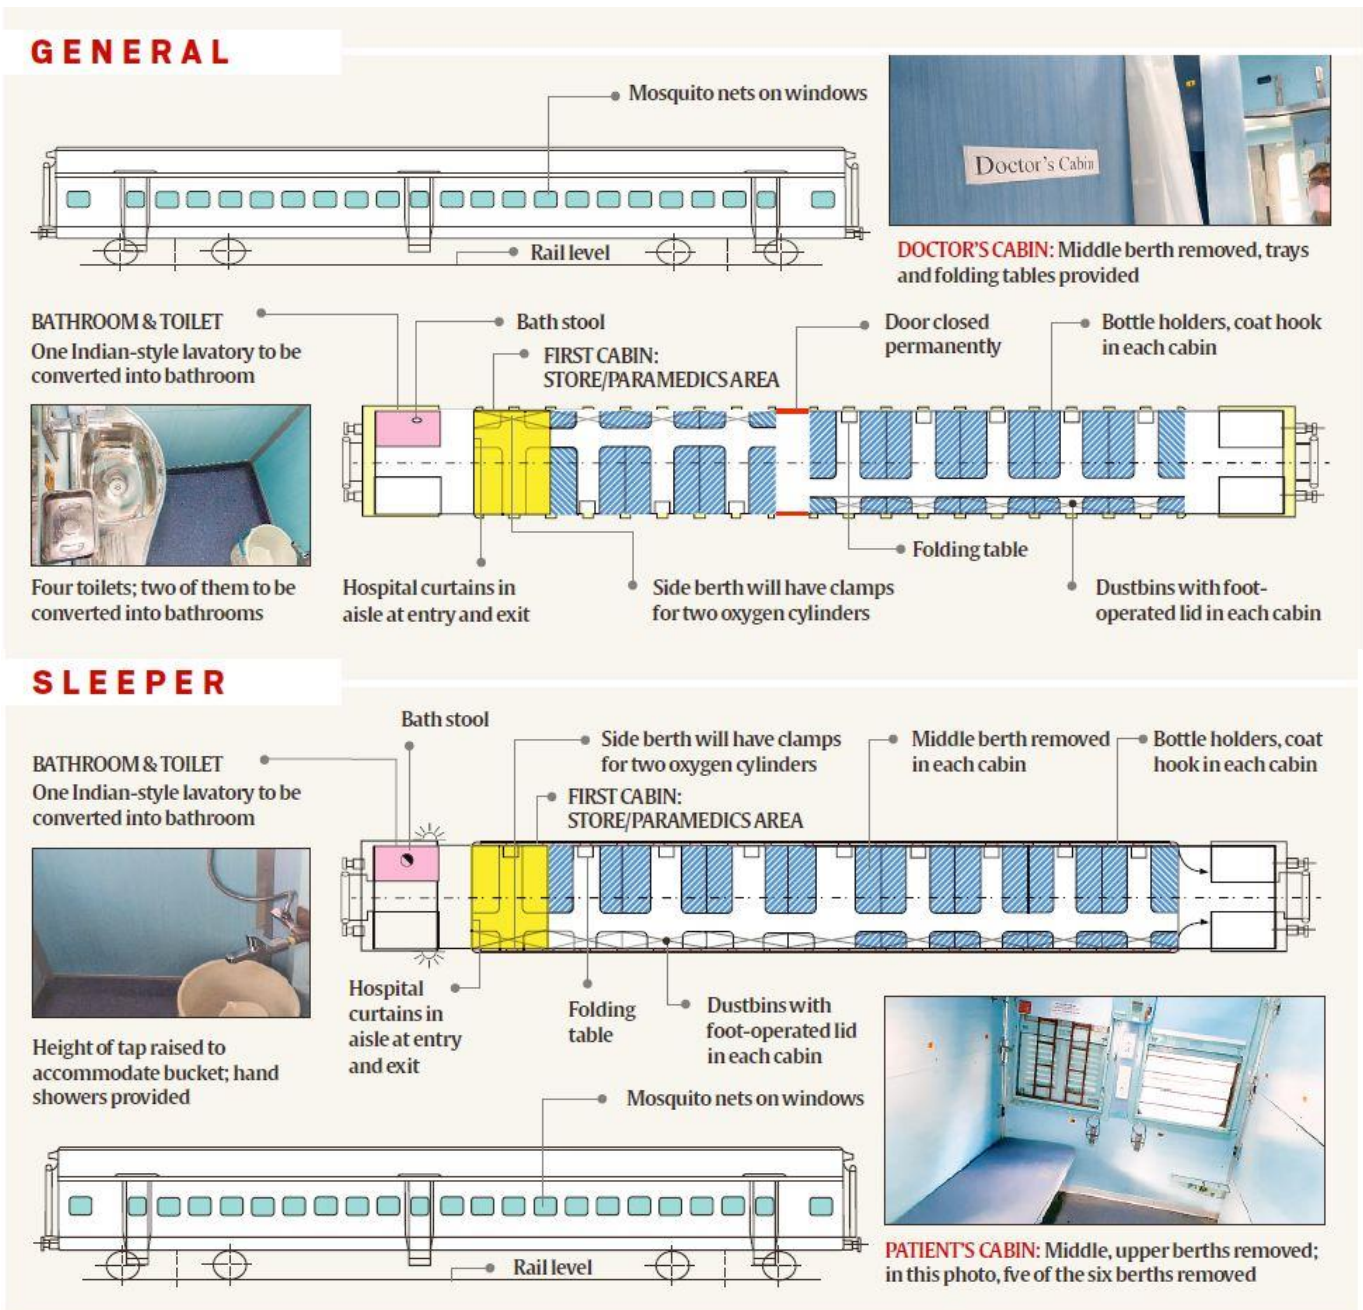 GENERAL
Mosquito nets on windows
Doctor's Cabin
Rail level
DOCTOR'S CABIN: Middle berth removed, trays
and folding tables provided
BATHROOM & TOILET
One Indian-style lavatory to be
converted into bathroom
Bath stool
FIRST CABIN:
STORE/PARAMEDICS AREA
Door closed
permanently
Bottle holders, coat hook
in each cabin
Four toilets; two of them to be
converted into bathrooms
Hospital curtains in
aisle at entry and exit
Side berth will have clamps
for two oxygen cylinders
Folding table
Dustbins with foot-
operated lid in each cabin
SLEEPER
Bath stool
BATHROOM & TOILET
One Indian-style lavatory to be
converted into bathroom
Side berth will have clamps
for two oxygen cylinders
FIRST CABIN:
STORE/PARAMEDICS AREA
Middle berth removed
in each cabin
Bottle holders, coat
hook in each cabin
Height of tap raised to
accommodate bucket; hand
showers provided
Hospital
curtains in
aisle at entry
and exit
Folding
table
Dustbins with
foot-operated lid
in each cabin
Mosquito nets on windows
Rail level
PATIENT'S CABIN: Middle, upper berths removed;
in this photo, fve of the six berths removed